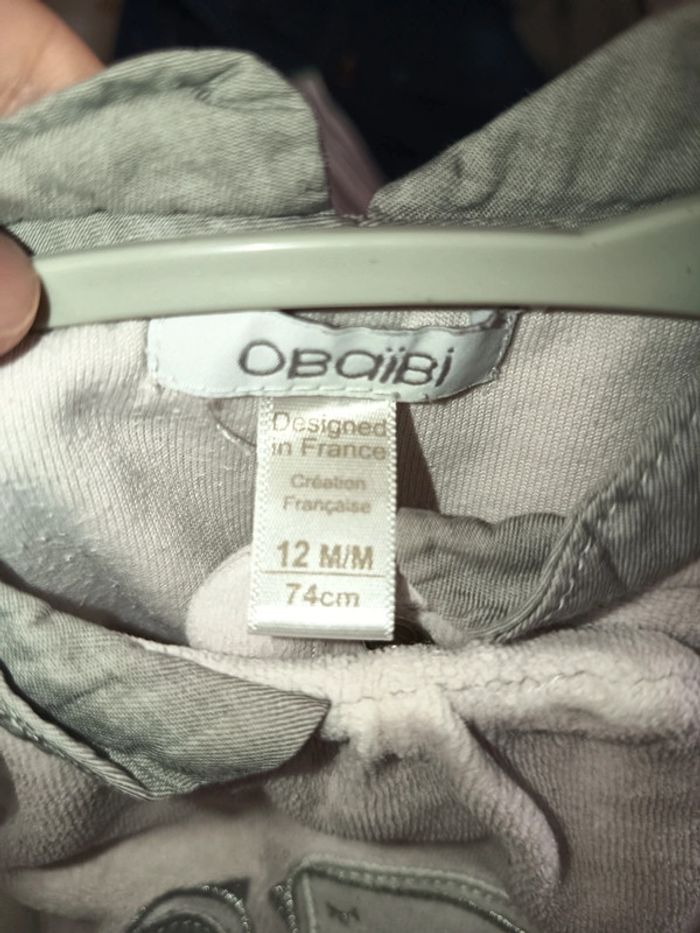 OBaïBi
Designed
in France
Création
Française
12 M/M
74cm